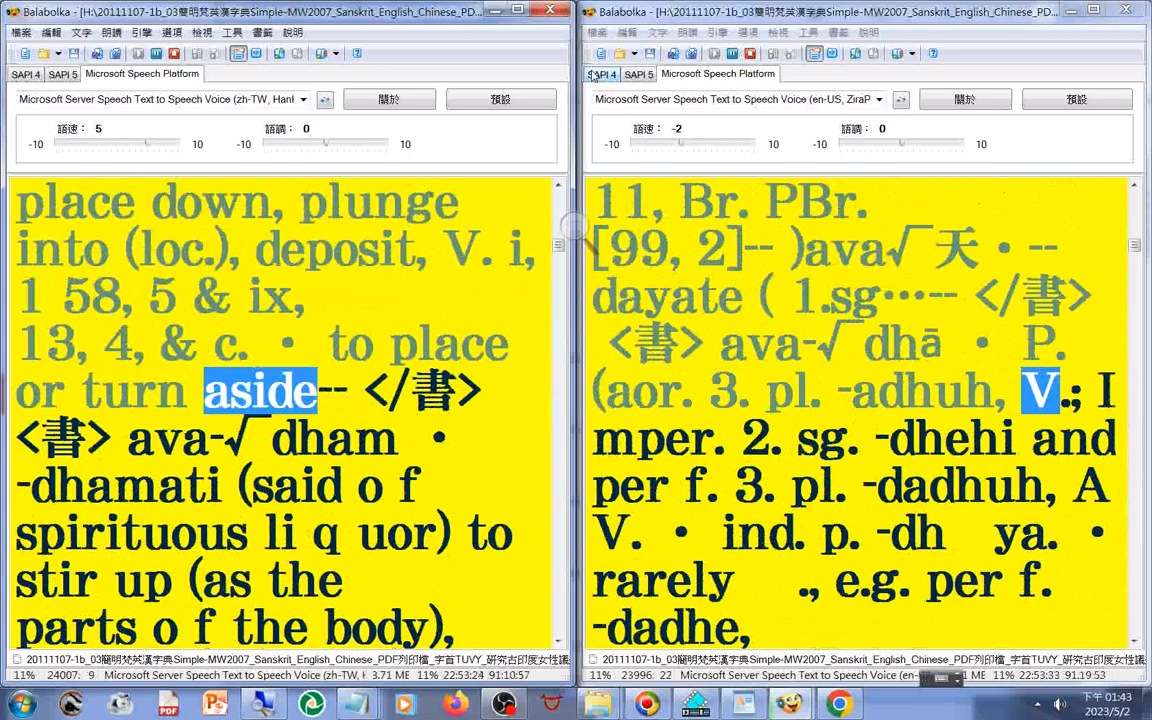 Balabolka - [H:\20111107-1b_03簡明梵英漢字典Simple-MW2007_Sanskrit_English_Chinese_PD...
檔案 編輯 文字 朗讀 引擎 選項 檢視 工具 書籤 說明
SAPI 4 SAPI 5 Microsoft Speech Platform
Microsoft Server Speech Text to Speech Voice (zh-TW, Hanl
關於
預設
語速： 5
語調： 0
-10 10 -10 10
place down, plunge
into (loc.), deposit, V. i,
1 58, 5 & ix,
13, 4, & c. • to place
or turn aside-- </書>
<書> ava-√ dham •
-dhamati (said o f
spirituous li q uor) to
stir up (as the
parts o f the body),
20111107-1b_03簡明梵英漢字典Simple-MW2007_Sanskrit_English_Chinese_PDF列印檔_字首TUVY_研究古印度女性議
11% 24007: 9 Microsoft Server Speech Text to Speech Voice (zh-TW, H 3.71 MB 11% 22:53:24 91:10:57
Balabolka - [H:\20111107-1b_03簡明梵英漢字典Simple-MW2007_Sanskrit_English_Chinese_PD...
檔案 編輯 文字 朗讀 引擎 選項 檢視 工具 書籤 說明
SAPI 4 SAPI 5 Microsoft Speech Platform
Microsoft Server Speech Text to Speech Voice (en-US, ZiraP
關於
預設
語速： -2
語調： 0
-10 10 -10 10
11, Br. PBr.
[99, 2]-- )ava√天 • --
dayate ( 1.sg…-- </書>
<書> ava-√ dhā • P.
(aor. 3. pl. -adhuh, V.; I
mper. 2. sg. -dhehi and
per f. 3. pl. -dadhuh, A
V. • ind. p. -dh ya. •
rarely ., e.g. per f.
-dadhe,
20111107-1b_03簡明梵英漢字典Simple-MW2007_Sanskrit_English_Chinese_PDF列印檔_字首TUVY_研究古印度女性議
11% 23996: 22 Microsoft Server Speech Text to Speech Voice (en-u MB 11% 22:53:33 91:19:53
PDF
下午 01:43
2023/5/2